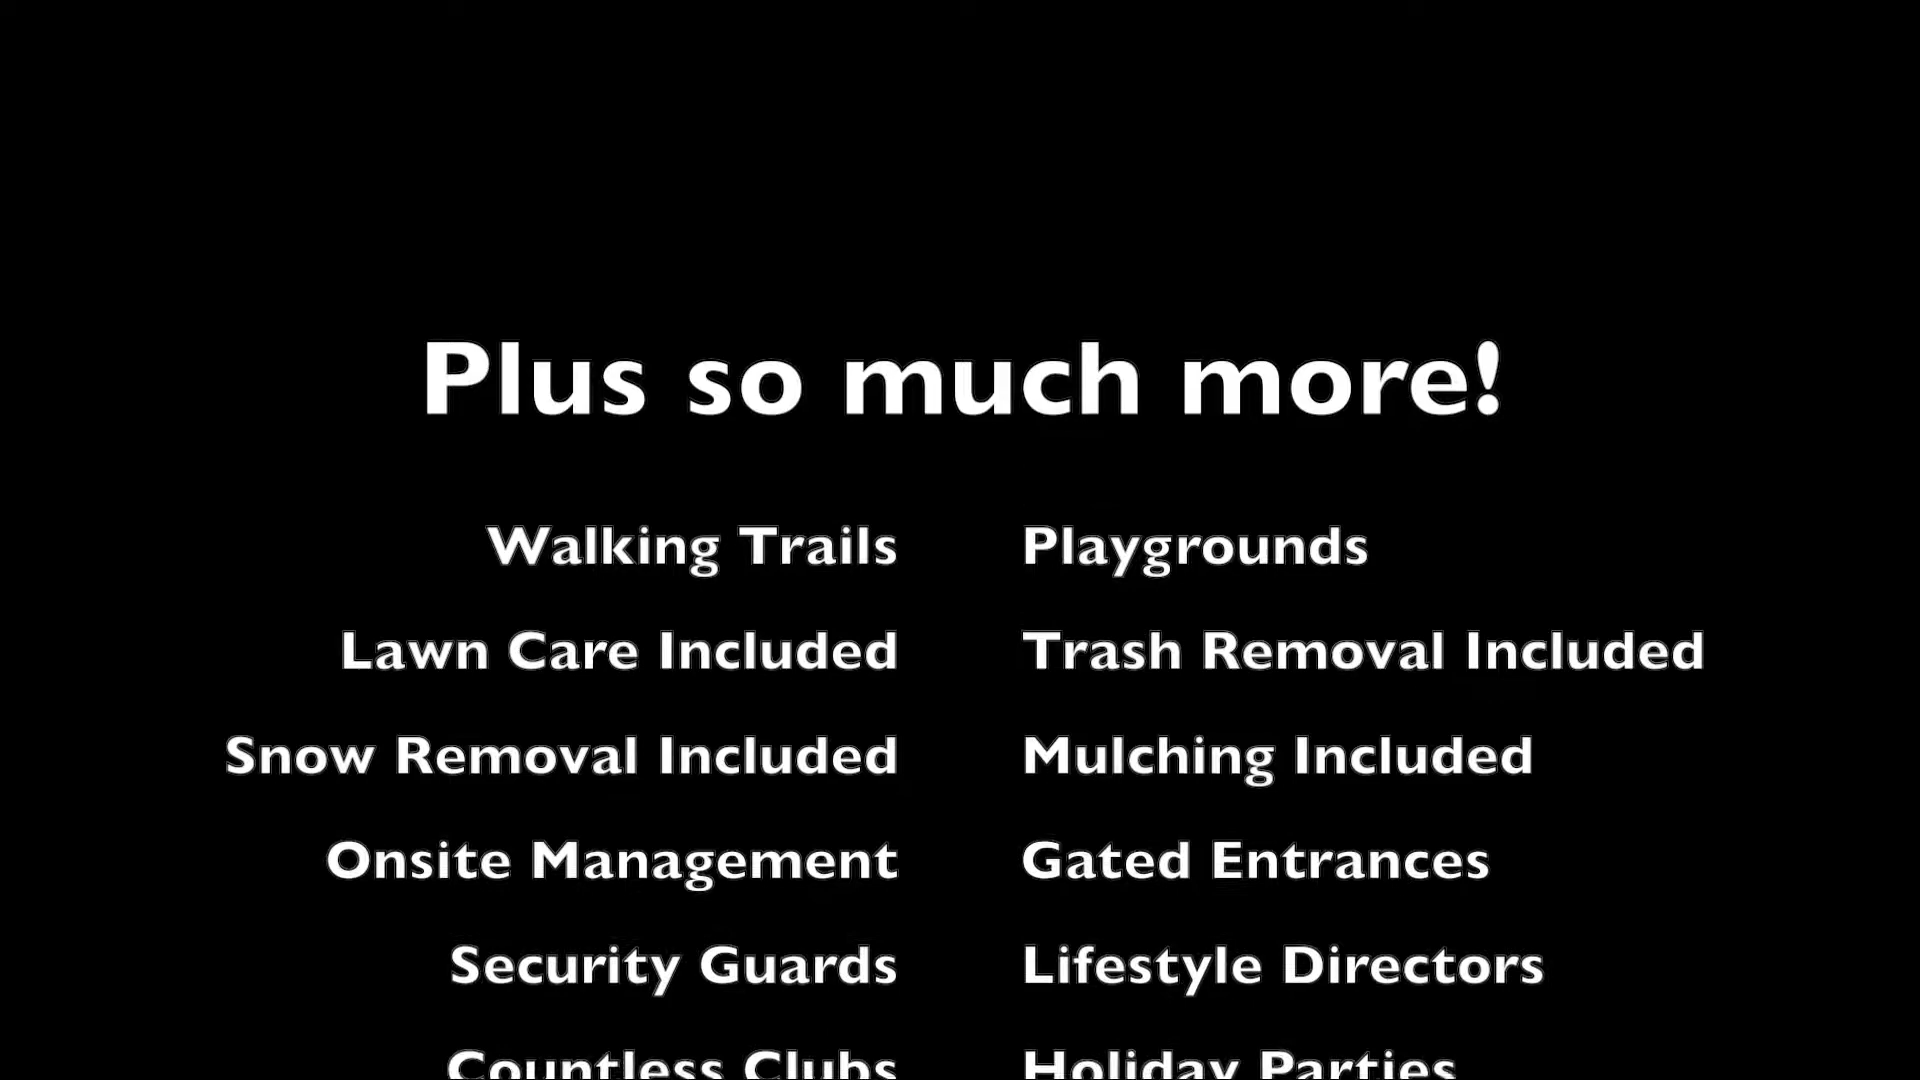 Plus so much more!
Walking Trails Playgrounds
Lawn Care Included Trash Removal Included
Snow Removal Included Mulching Included
Onsite Management Gated Entrances
Security Guards Lifestyle Directors
Countless Clubs Holiday Parties